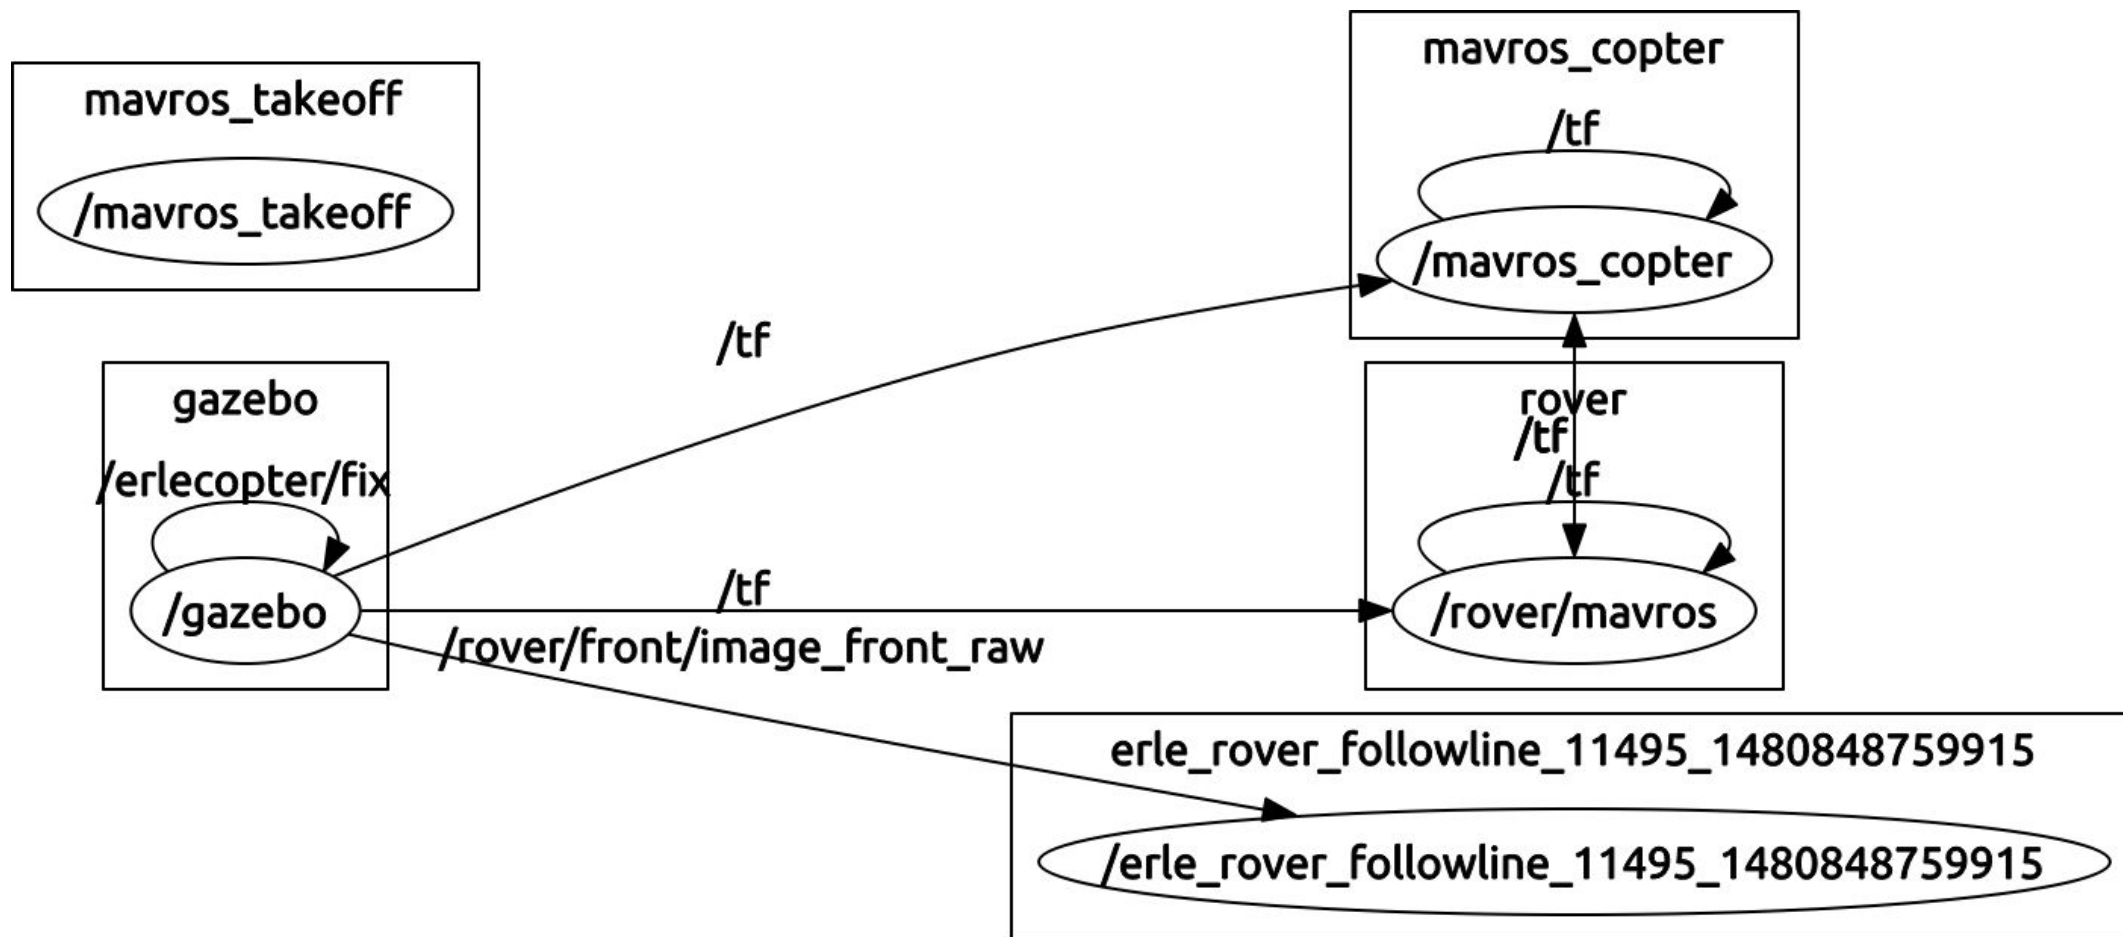 mavros_copter
mavros_takeoff
/tf
/mavros_takeoff
/mavros_copter
/tf
gazebo
rover
/tf
/erlecopter/fix
/tf
/tf
/gazebo
/rover/mavros
/rover/front/image_front_raw
erle_rover_followline_11495_1480848759915
/erle_rover_followline_11495_1480848759915